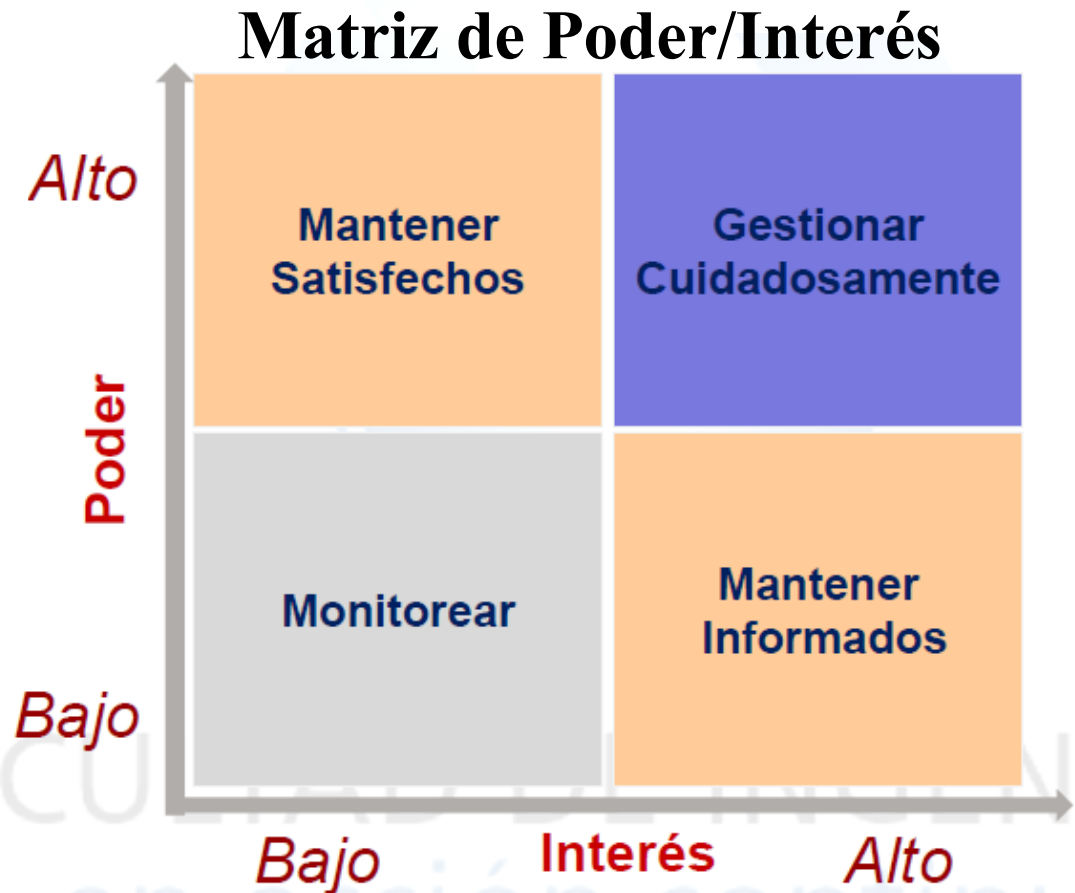 Matriz de Poder/Interés
Alto
Mantener
Satisfechos
Gestionar
Cuidadosamente
Poder
Monitorear
Mantener
Informados
Bajo
Bajo
Interés
Alto